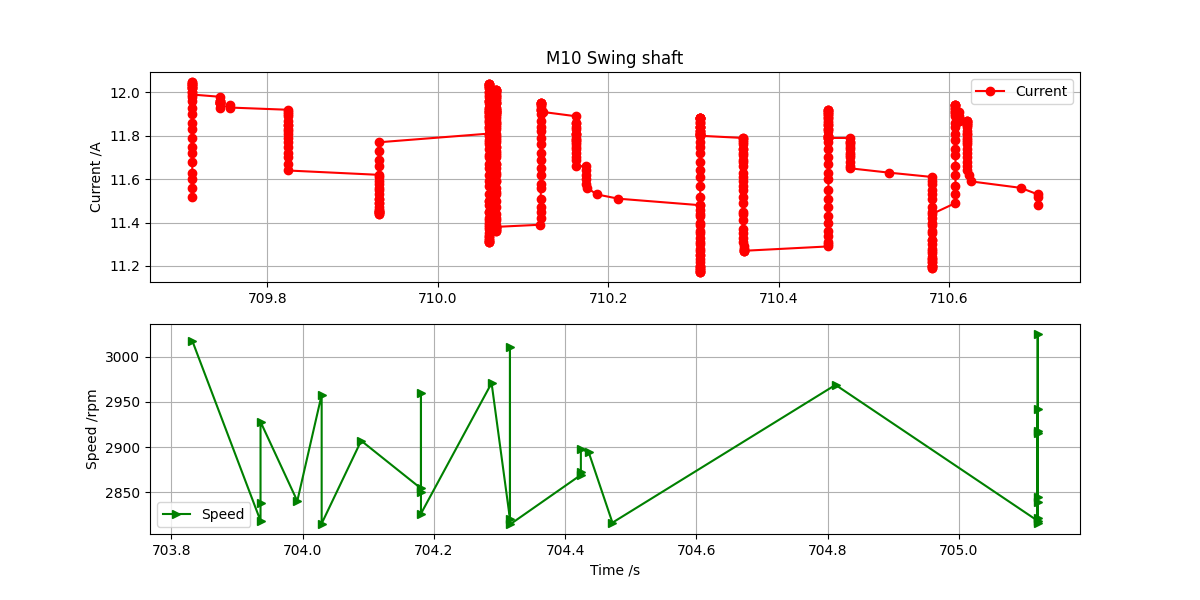 M10 Swing shaft
Current /A
12.0
11.8
11.6
11.4
11.2
Current
709.8 710.0 710.2 710.4 710.6
Speed /rpm
3000
2950
2900
2850
Speed
703.8 704.0 704.2 704.4 704.6 704.8 705.0
Time /s